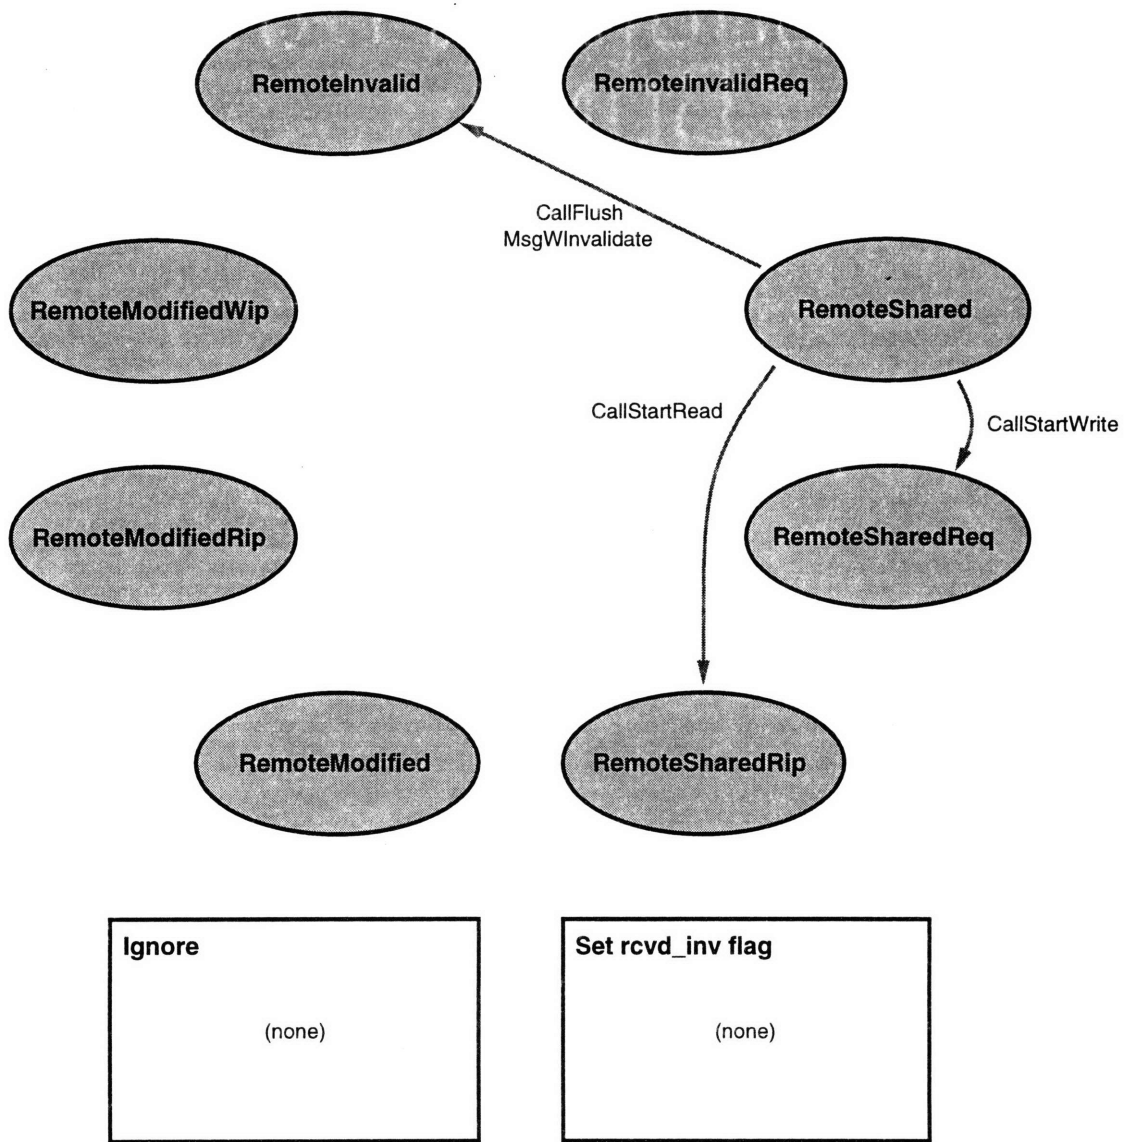 RemoteInvalid
RemoteInvalidReq
CallFlush
MsgWInvalidate
RemoteModifiedWip
RemoteShared
CallStartRead
CallStartWrite
RemoteModifiedRip
RemoteSharedReq
RemoteModified
RemoteSharedRip
Ignore
Set rcvd_inv flag
(none)
(none)